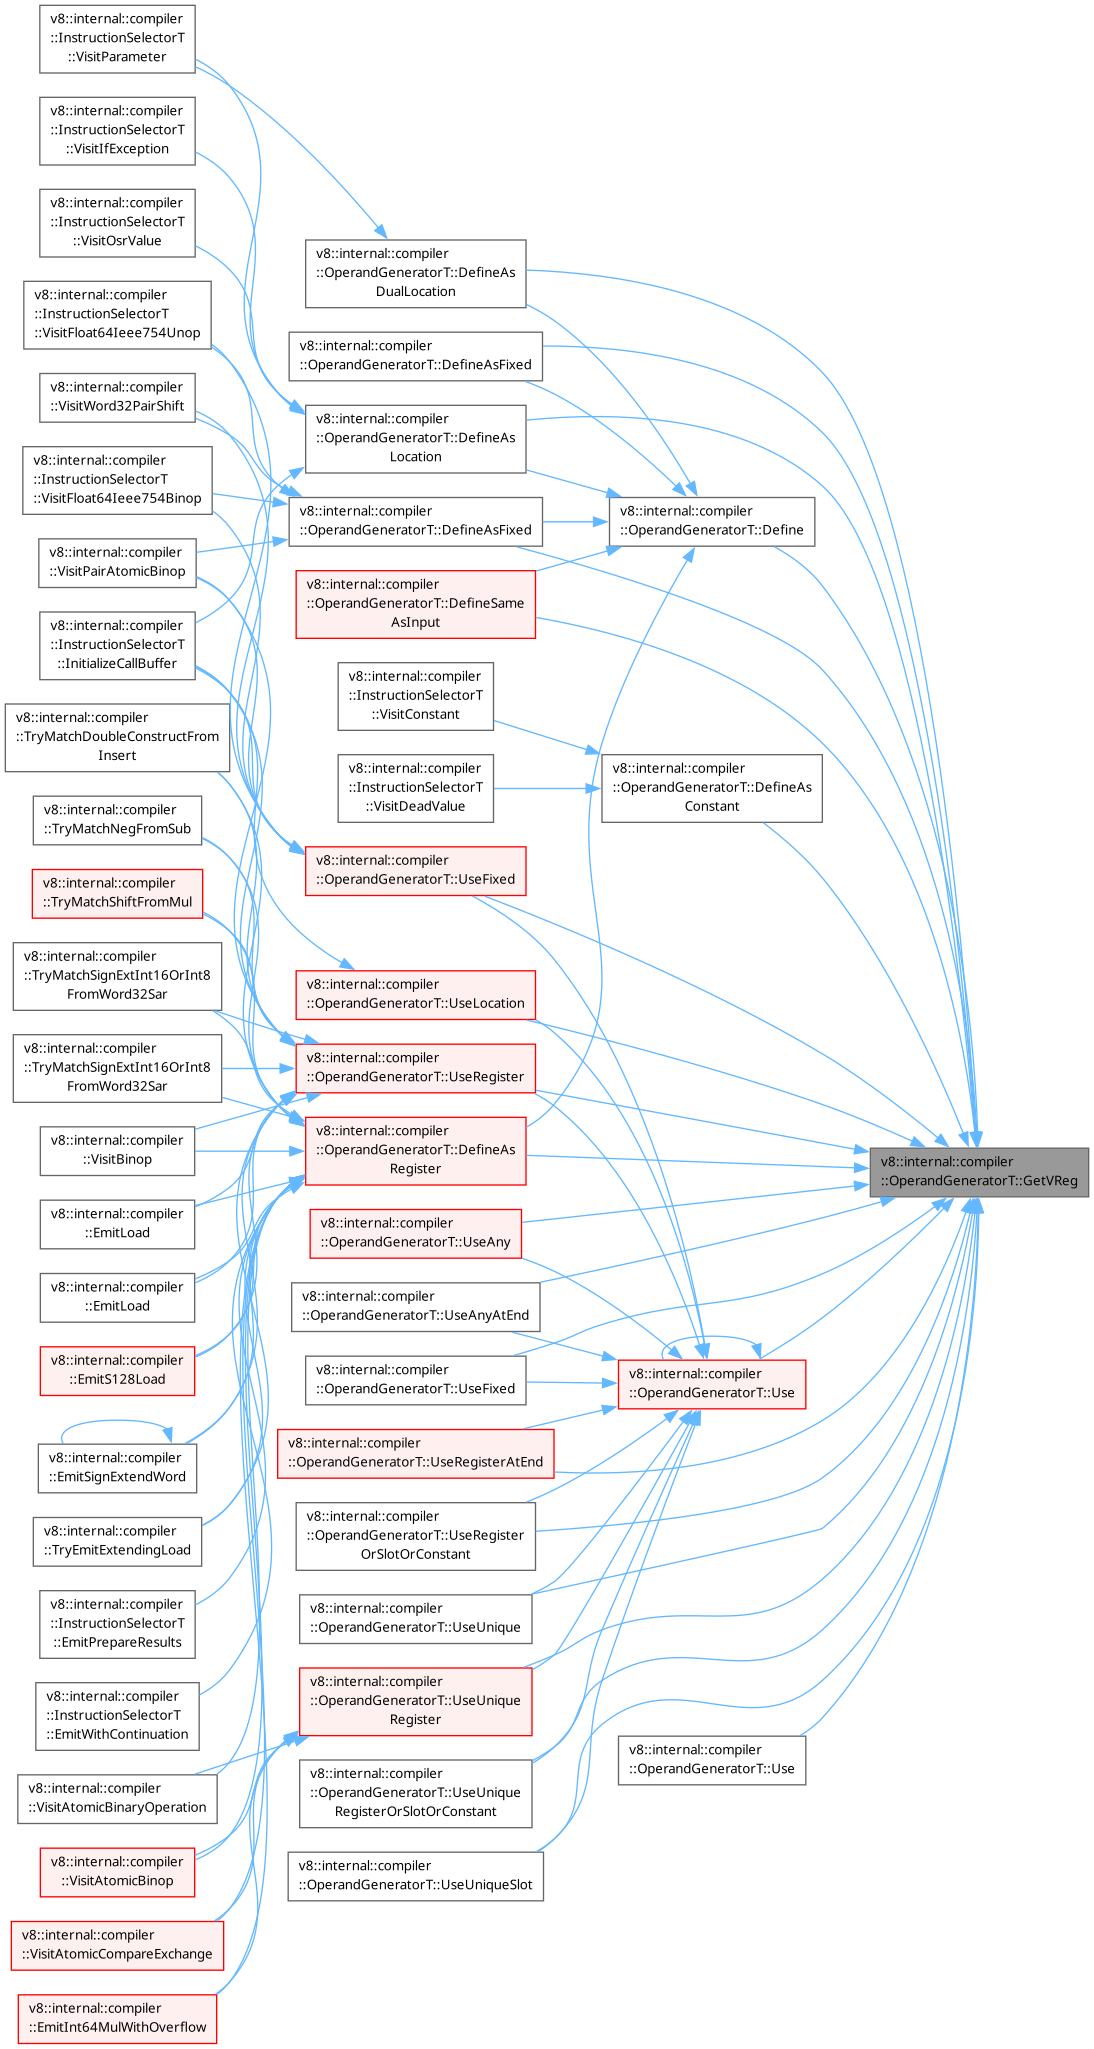 v8::internal::compiler
::InstructionSelectorT
::VisitParameter
v8::internal::compiler
::InstructionSelectorT
::VisitIfException
v8::internal::compiler
::InstructionSelectorT
::VisitOsrValue
v8::internal::compiler
::InstructionSelectorT
::VisitFloat64Ieee754Unop
v8::internal::compiler
::VisitWord32PairShift
v8::internal::compiler
::InstructionSelectorT
::VisitFloat64Ieee754Binop
v8::internal::compiler
::VisitPairAtomicBinop
v8::internal::compiler
::InstructionSelectorT
::InitializeCallBuffer
v8::internal::compiler
::TryMatchDoubleConstructFrom
Insert
v8::internal::compiler
::TryMatchNegFromSub
v8::internal::compiler
::TryMatchShiftFromMul
v8::internal::compiler
::TryMatchSignExtInt16OrInt8
FromWord32Sar
v8::internal::compiler
::TryMatchSignExtInt16OrInt8
FromWord32Sar
v8::internal::compiler
::VisitBinop
v8::internal::compiler
::EmitLoad
v8::internal::compiler
::EmitLoad
v8::internal::compiler
::EmitS128Load
v8::internal::compiler
::EmitSignExtendWord
v8::internal::compiler
::TryEmitExtendingLoad
v8::internal::compiler
::InstructionSelectorT
::EmitPrepareResults
v8::internal::compiler
::InstructionSelectorT
::EmitWithContinuation
v8::internal::compiler
::VisitAtomicBinaryOperation
v8::internal::compiler
::VisitAtomicBinop
v8::internal::compiler
::VisitAtomicCompareExchange
v8::internal::compiler
::EmitInt64MulWithOverflow
v8::internal::compiler
::OperandGeneratorT::DefineAs
DualLocation
v8::internal::compiler
::OperandGeneratorT::DefineAsFixed
v8::internal::compiler
::OperandGeneratorT::DefineAs
Location
v8::internal::compiler
::OperandGeneratorT::DefineAsFixed
v8::internal::compiler
::OperandGeneratorT::DefineSame
AsInput
v8::internal::compiler
::InstructionSelectorT
::VisitConstant
v8::internal::compiler
::InstructionSelectorT
::VisitDeadValue
v8::internal::compiler
::OperandGeneratorT::UseFixed
v8::internal::compiler
::OperandGeneratorT::UseLocation
v8::internal::compiler
::OperandGeneratorT::UseRegister
v8::internal::compiler
::OperandGeneratorT::DefineAs
Register
v8::internal::compiler
::OperandGeneratorT::UseAny
v8::internal::compiler
::OperandGeneratorT::UseAnyAtEnd
v8::internal::compiler
::OperandGeneratorT::UseFixed
v8::internal::compiler
::OperandGeneratorT::UseRegisterAtEnd
v8::internal::compiler
::OperandGeneratorT::UseRegister
OrSlotOrConstant
v8::internal::compiler
::OperandGeneratorT::UseUnique
v8::internal::compiler
::OperandGeneratorT::UseUnique
Register
v8::internal::compiler
::OperandGeneratorT::UseUnique
RegisterOrSlotOrConstant
v8::internal::compiler
::OperandGeneratorT::UseUniqueSlot
v8::internal::compiler
::OperandGeneratorT::Define
v8::internal::compiler
::OperandGeneratorT::DefineAs
Constant
v8::internal::compiler
::OperandGeneratorT::Use
v8::internal::compiler
::OperandGeneratorT::Use
v8::internal::compiler
::OperandGeneratorT::GetVReg